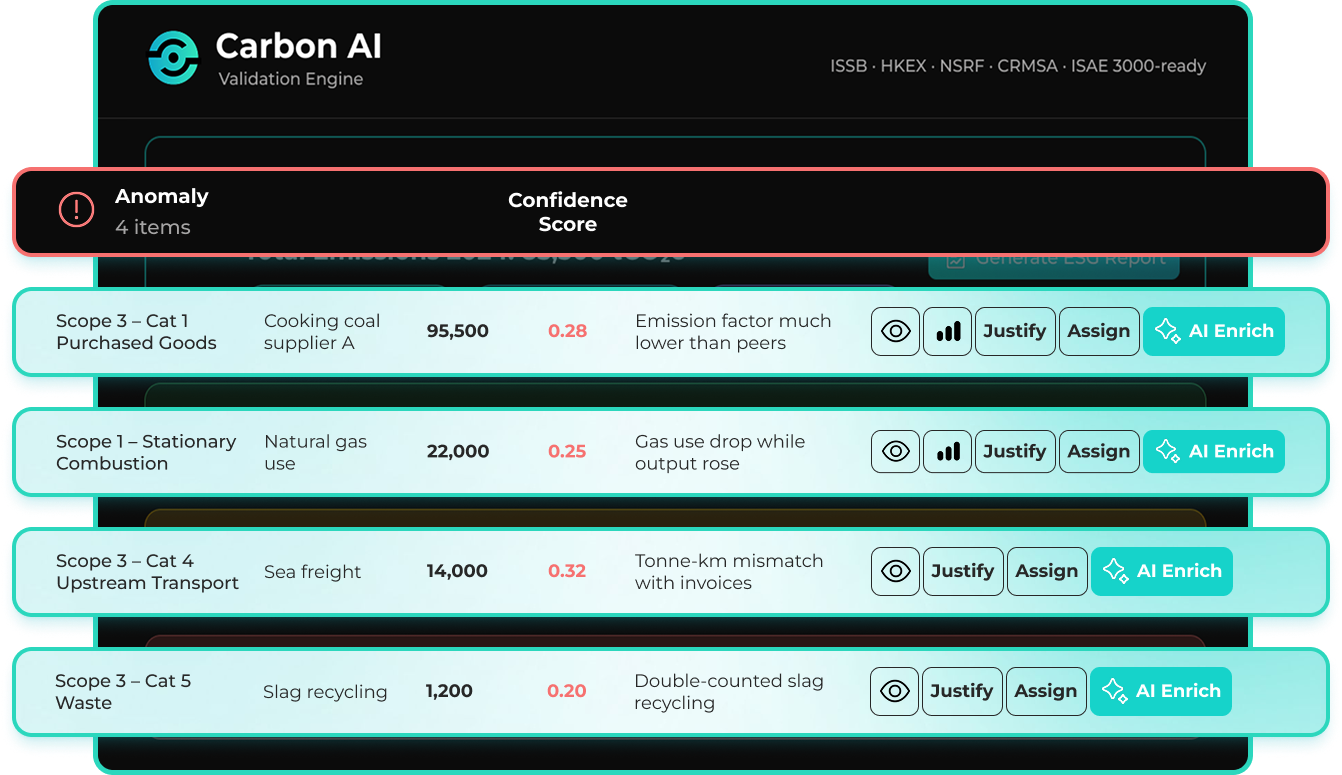 Carbon AI
Validation Engine
ISSB · HKEX · NSRF · CRMSA · ISAE 3000-ready
Anomaly
4 items
Confidence
Score
Generate ESG Report
Scope 3 – Cat 1
Purchased Goods
Cooking coal
supplier A
95,500
0.28
Emission factor much
lower than peers
Justify
Assign
AI Enrich
Scope 1 – Stationary
Combustion
Natural gas
use
22,000
0.25
Gas use drop while
output rose
Justify
Assign
AI Enrich
Scope 3 – Cat 4
Upstream Transport
Sea freight
14,000
0.32
Tonne-km mismatch
with invoices
Justify
Assign
AI Enrich
Scope 3 – Cat 5
Waste
Slag recycling
1,200
0.20
Double-counted slag
recycling
Justify
Assign
AI Enrich